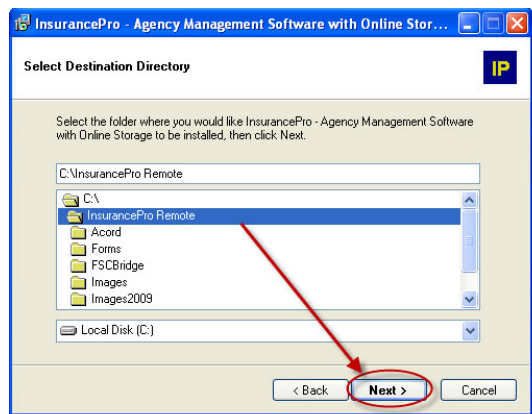 InsurancePro - Agency Management Software with Online Stor...
Select Destination Directory
IP
Select the folder where you would like InsurancePro - Agency Management Software
with Online Storage to be installed, then click Next.
C:\InsurancePro Remote
C:\
InsurancePro Remote
Acord
Forms
FSCBridge
Images
Images2009
Local Disk (C:)
< Back
Next >
Cancel